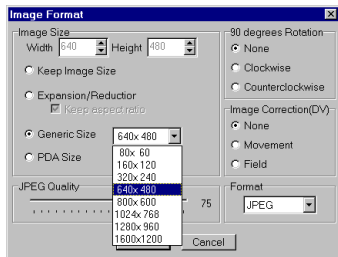 Image Format
Image Size
Width 640 Height 480
Keep Image Size
Expansion/Reduction
Keep aspect ratio
Generic Size 640x 480
PDA Size
80x 60
160x 120
320x 240
640x 480
800x 600
1024x 768
1280x 960
1600x1200
JPEG Quality
75
90 degrees Rotation
None
Clockwise
Counterclockwise
Image Correction(DV)
None
Movement
Field
Format
JPEG
Cancel